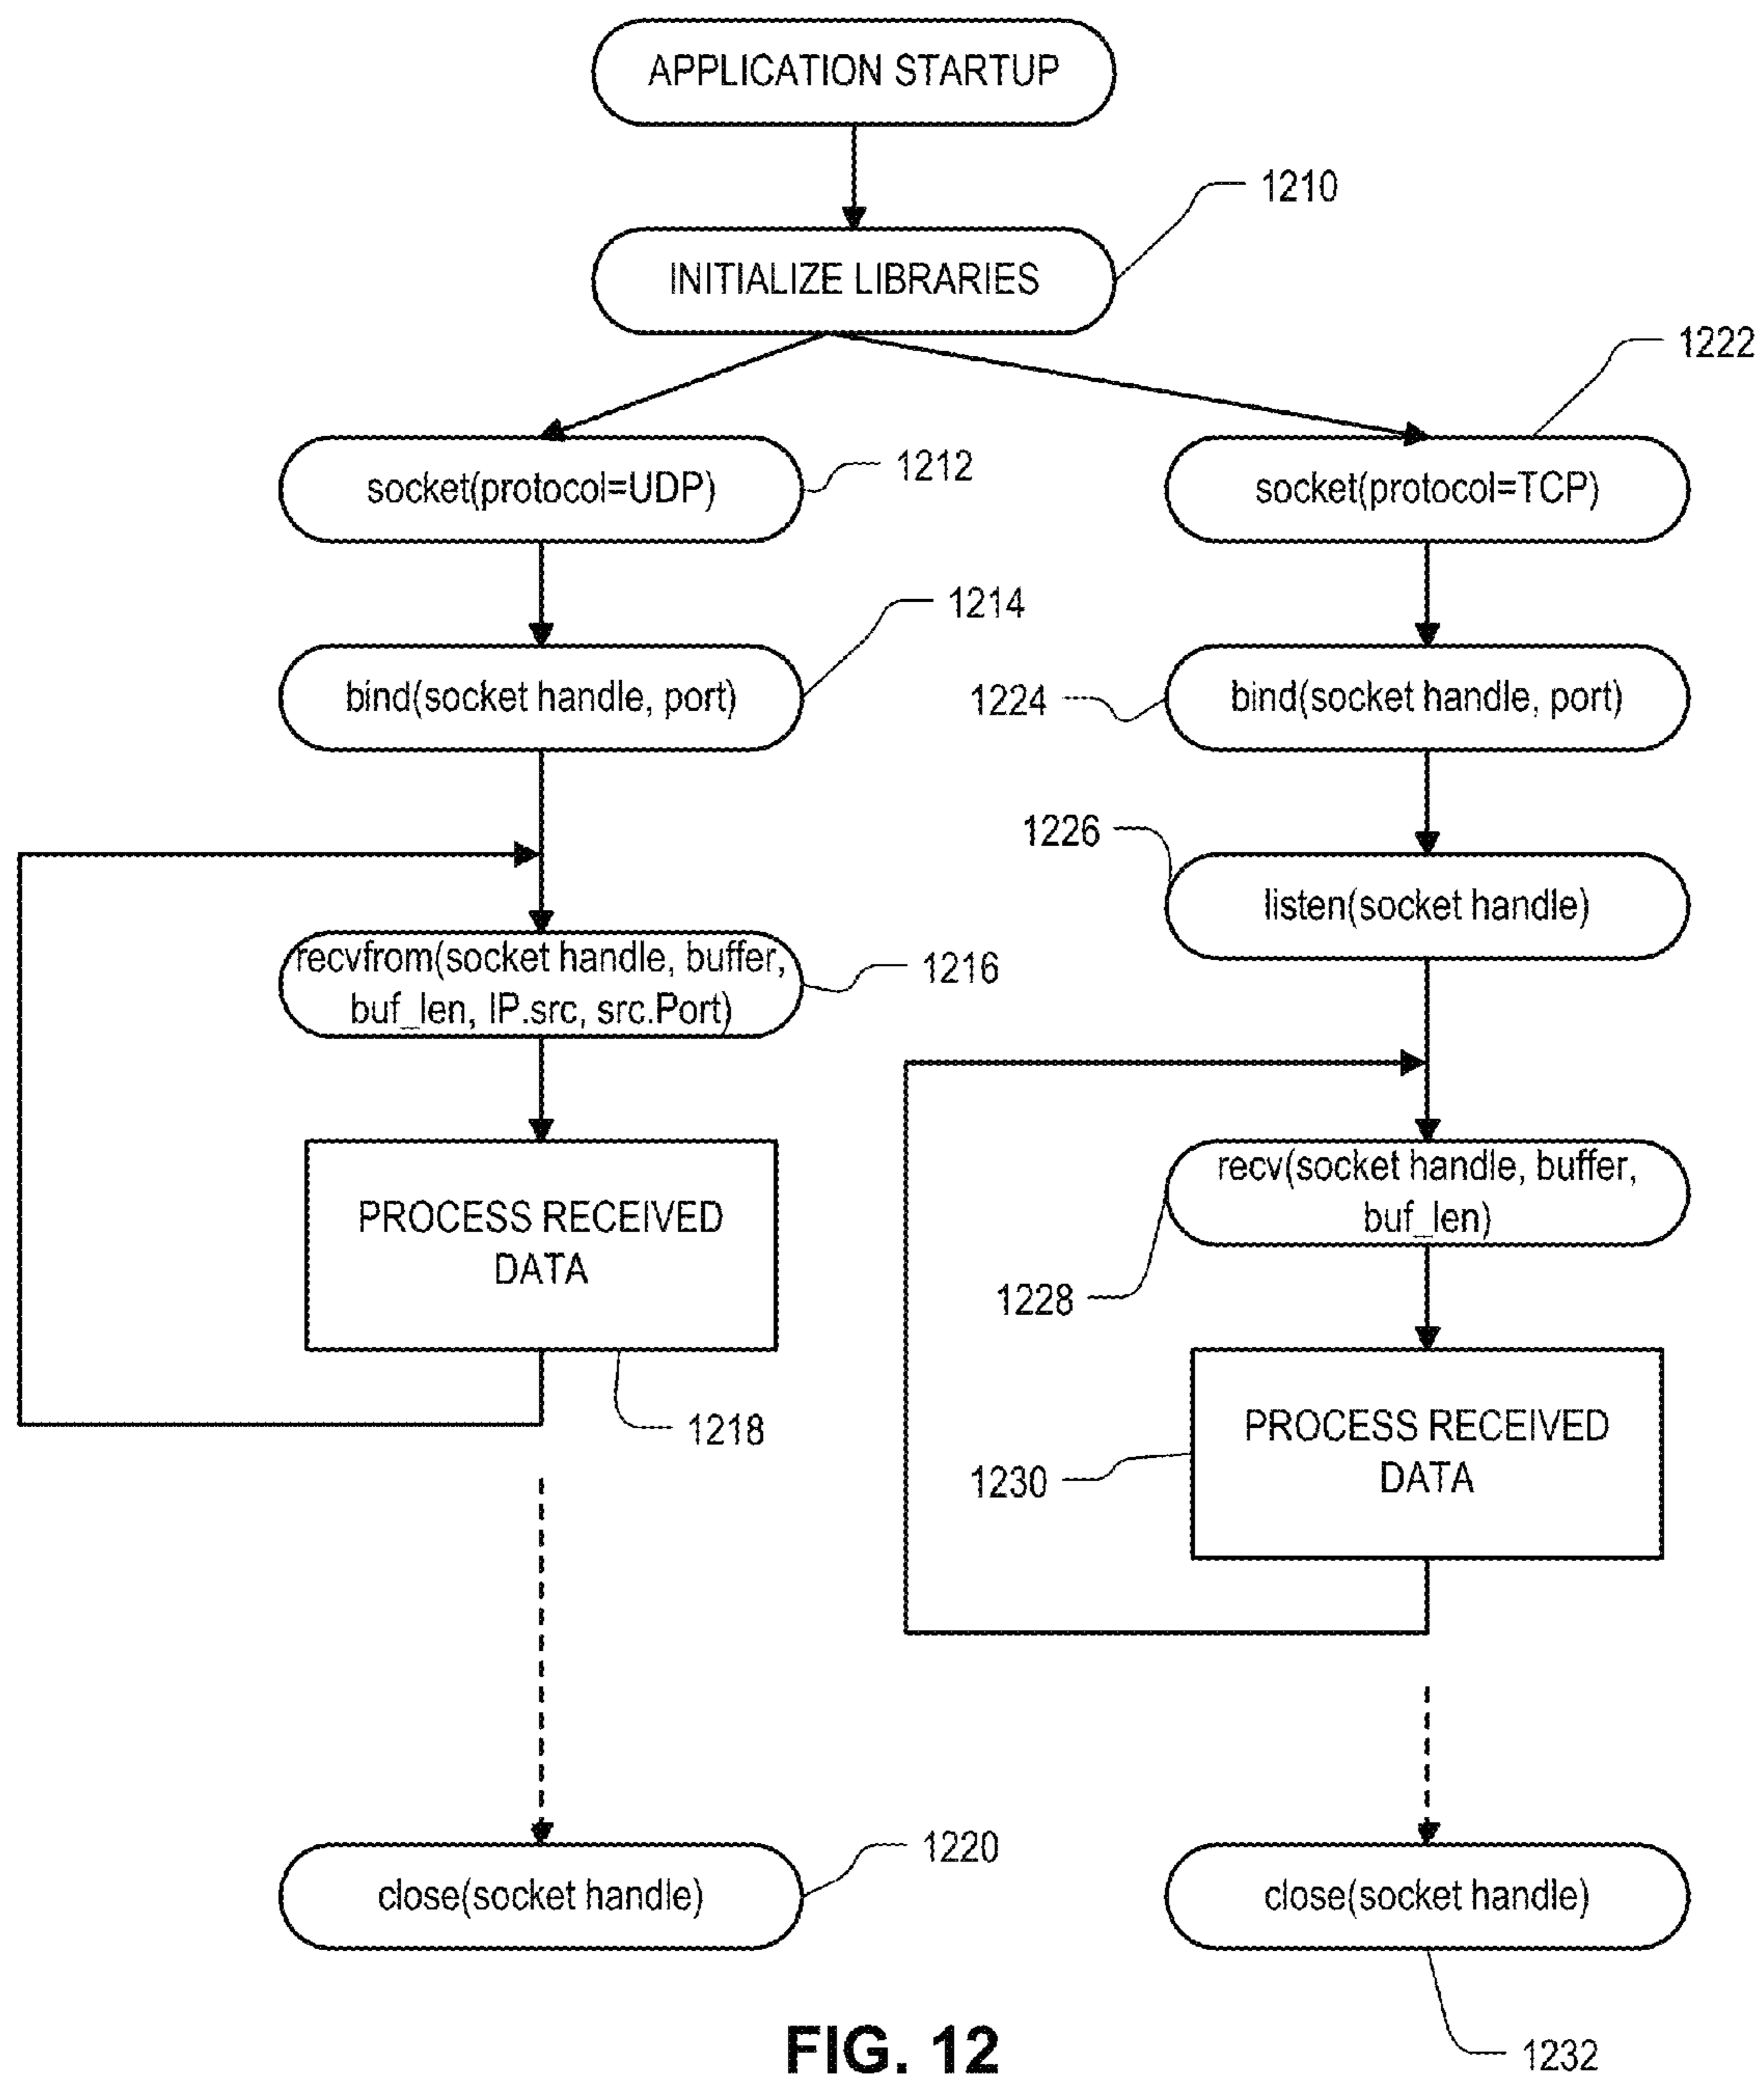 APPLICATION STARTUP
1210
INITIALIZE LIBRARIES
1222
socket(protocol=UDP)
1212
socket(protocol=TCP)
1214
bind(socket handle, port)
1224
bind(socket handle, port)
1226
listen(socket handle)
recvfrom(socket handle, buffer,
buf_len, IP.src, src.Port)
1216
recv(socket handle, buffer,
buf_len)
PROCESS RECEIVED
DATA
1228
1218
PROCESS RECEIVED
DATA
1230
1220
close(socket handle)
close(socket handle)
1232
FIG. 12